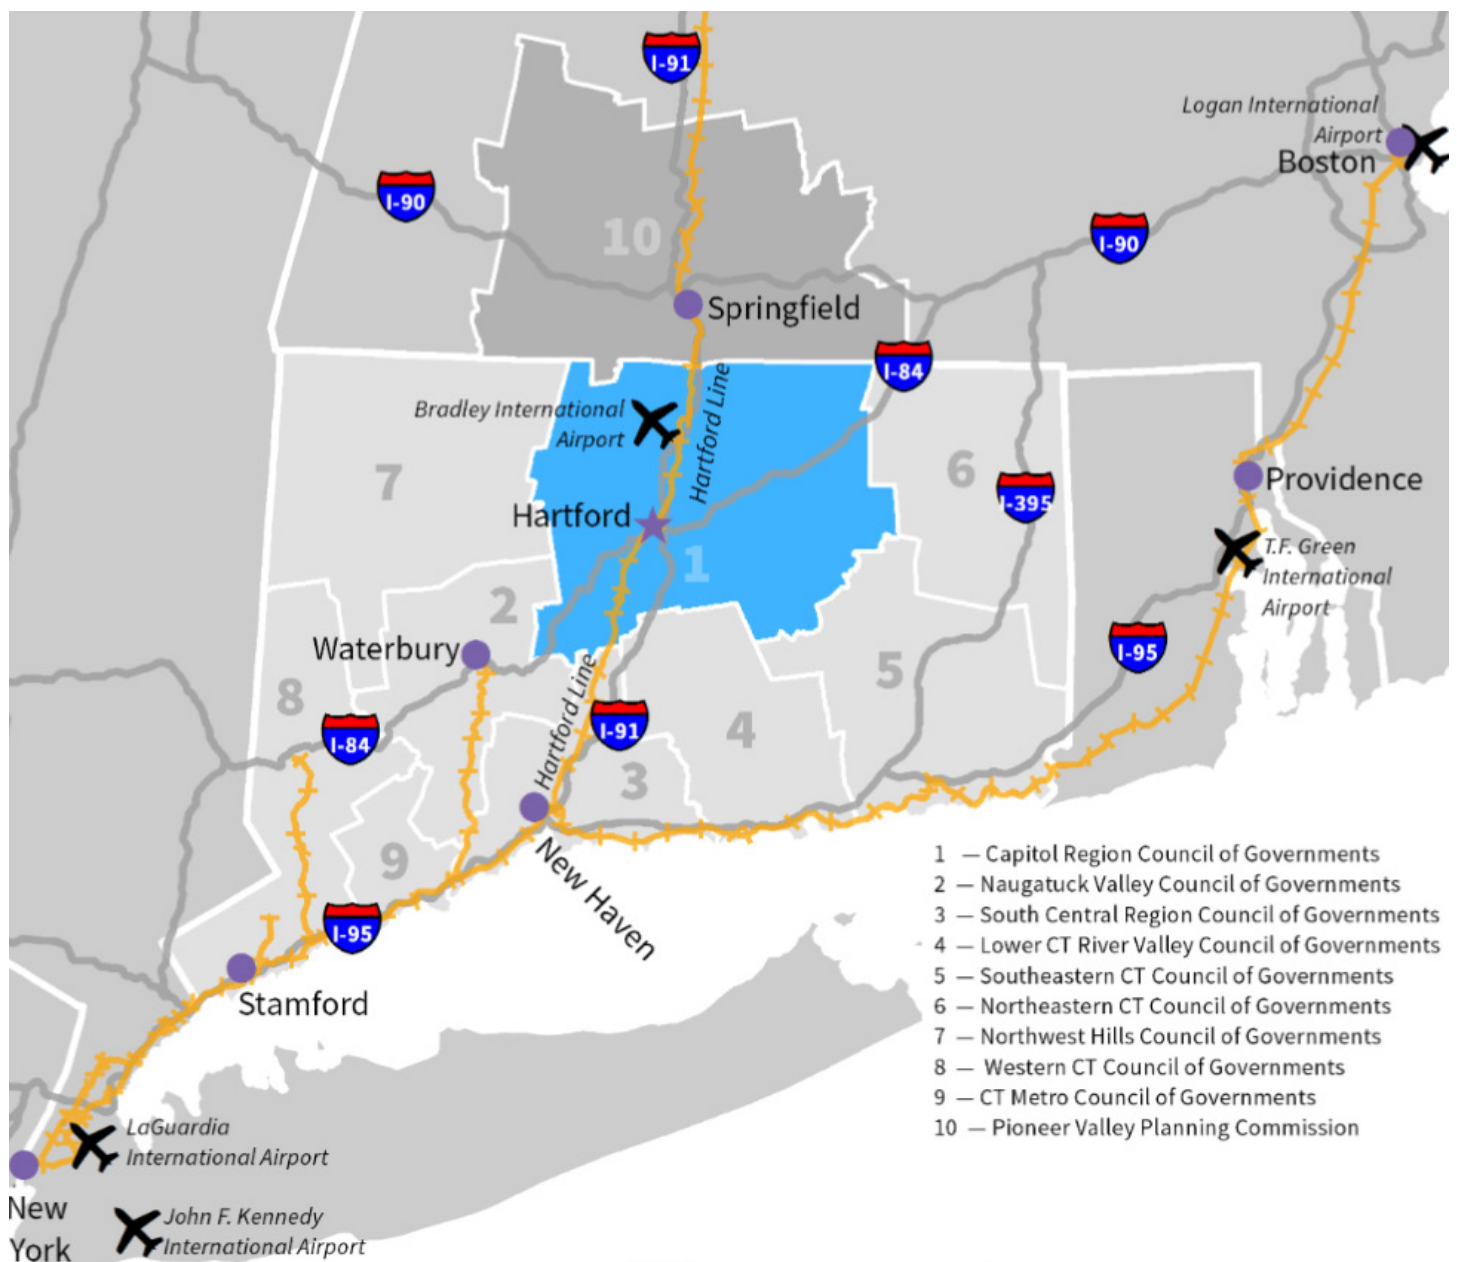 I-91
Logan International
Airport
Boston
I-90
10
I-90
Springfield
I-84
Bradley International
Airport
Hartford Line
7
6
Providence
I-395
Hartford
1
T.F. Green
International
Airport
2
Waterbury
I-95
8
5
Hartford Line
I-84
I-91
4
3
9
New Haven
I-95
Stamford
1 — Capitol Region Council of Governments
2 — Naugatuck Valley Council of Governments
3 — South Central Region Council of Governments
4 — Lower CT River Valley Council of Governments
5 — Southeastern CT Council of Governments
6 — Northeastern CT Council of Governments
7 — Northwest Hills Council of Governments
8 — Western CT Council of Governments
9 — CT Metro Council of Governments
10 — Pioneer Valley Planning Commission
LaGuardia
International Airport
New
York
John F. Kennedy
International Airport